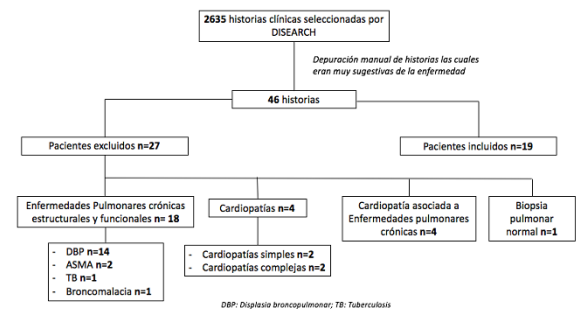 2635 historias clínicas seleccionadas por
DISEARCH
Depuración manual de historias las cuales
eran muy sugestivas de la enfermedad
46 historias
Pacientes excluidos n=27
Pacientes incluidos n=19
Enfermedades Pulmonares crónicas
estructurales y funcionales n= 18
Cardiopatías n=4
Cardiopatía asociada a
Enfermedades pulmonares
crónicas n=4
Biopsia
pulmonar
normal n=1
- DBP n=14
- ASMA n=2
- TB n=1
- Broncomalacia n=1
- Cardiopatías simples n=2
- Cardiopatías complejas n=2
DBP: Displasia broncopulmonar; TB: Tuberculosis